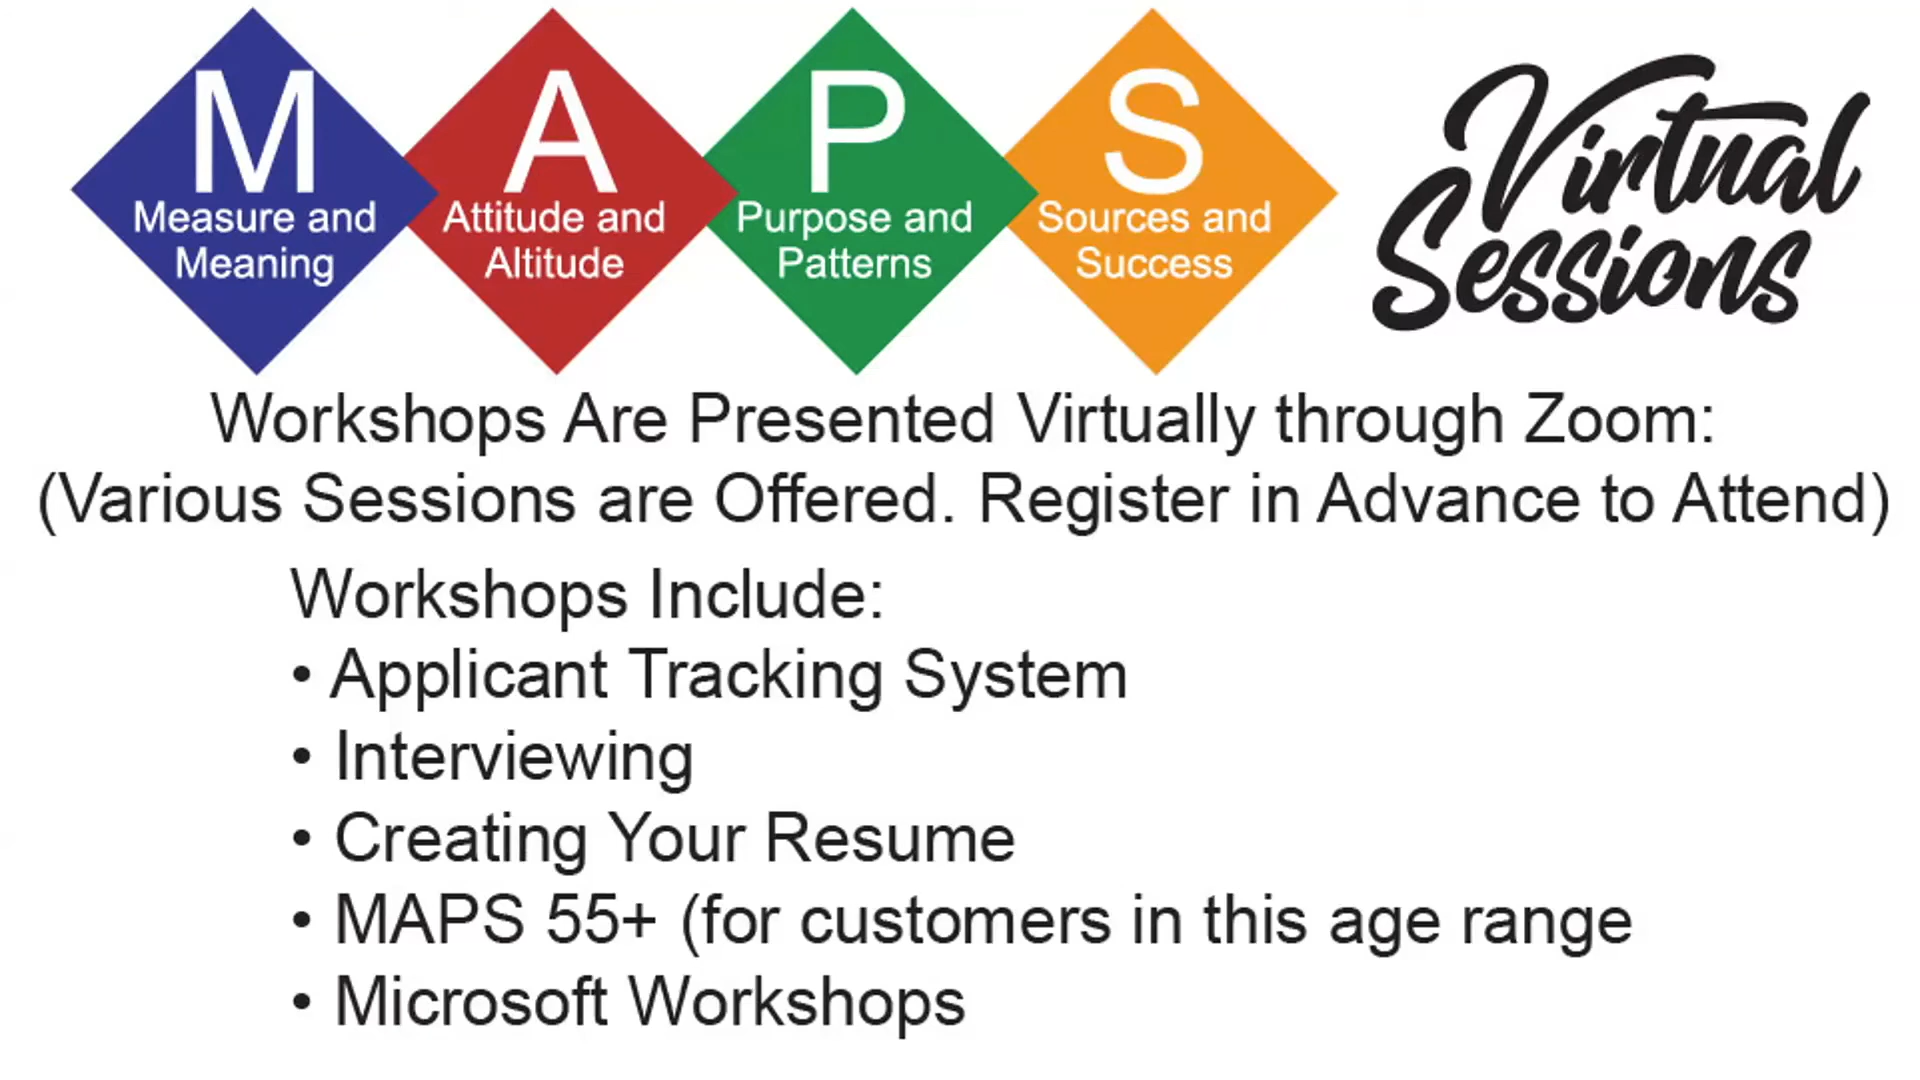 M
Measure and
Meaning
A
Attitude and
Altitude
P
Purpose and
Patterns
S
Sources and
Success
Virtual
Sessions
Workshops Are Presented Virtually through Zoom:
(Various Sessions are Offered. Register in Advance to Attend)
Workshops Include:
• Applicant Tracking System
• Interviewing
• Creating Your Resume
• MAPS 55+ (for customers in this age range
• Microsoft Workshops